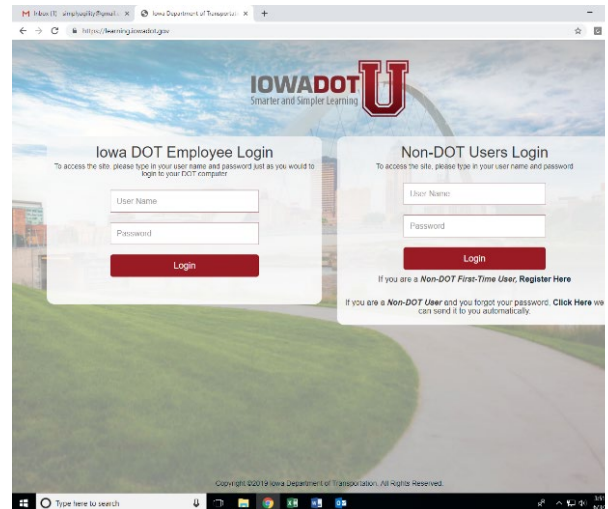 Iowa Department of Transportat
https://learning.iowadot.gov
IOWADOT U
Smarter and Simpler Learning
Iowa DOT Employee Login
To access the site, please type in your user name and password just as you would to
login to your DOT computer
User Name
Password
Login
Non-DOT Users Login
To access the site, please type in your user name and password
User Name
Password
Login
If you are a Non-DOT First-Time User, Register Here
If you are a Non-DOT User and you forgot your password, Click Here we
can send it to you automatically.
Copyright ©2019 Iowa Department of Transportation. All Rights Reserved.
Type here to search